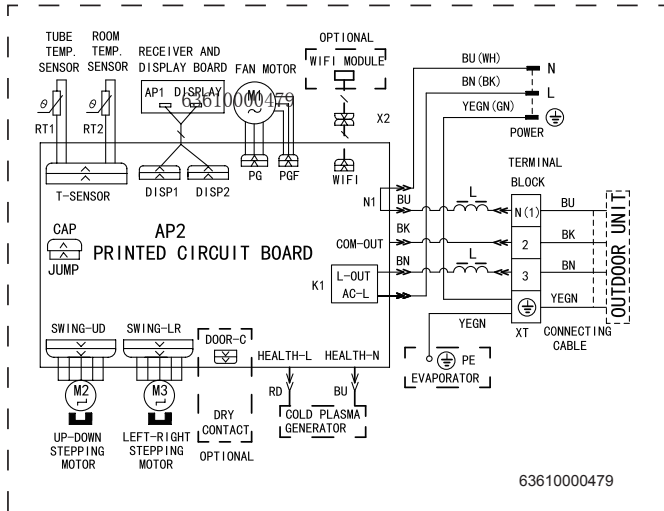 TUBE TEMP. SENSOR
ROOM TEMP. SENSOR
RECEIVER AND DISPLAY BOARD
FAN MOTOR
OPTIONAL
WIFI MODULE
BU(WH)
N
BN(BK)
L
YEGN(GN)
POWER
AP1 DISPLAY
M1
63610000479
θ
RT1
θ
RT2
X2
T-SENSOR
DISP1
DISP2
PG
PGF
WIFI
TERMINAL BLOCK
N1
BU
L
N(1)
BU
CAP
JUMP
AP2
PRINTED CIRCUIT BOARD
COM-OUT
BK
2
BK
K1
L-OUT
AC-L
BN
L
3
BN
YEGN
OUTDOOR UNIT
YEGN
XT
CONNECTING CABLE
PE
EVAPORATOR
SWING-UD
SWING-LR
DOOR-C
HEALTH-L
HEALTH-N
M2
M3
RD
BU
DRY CONTACT
COLD PLASMA GENERATOR
UP-DOWN STEPPING MOTOR
LEFT-RIGHT STEPPING MOTOR
OPTIONAL
63610000479